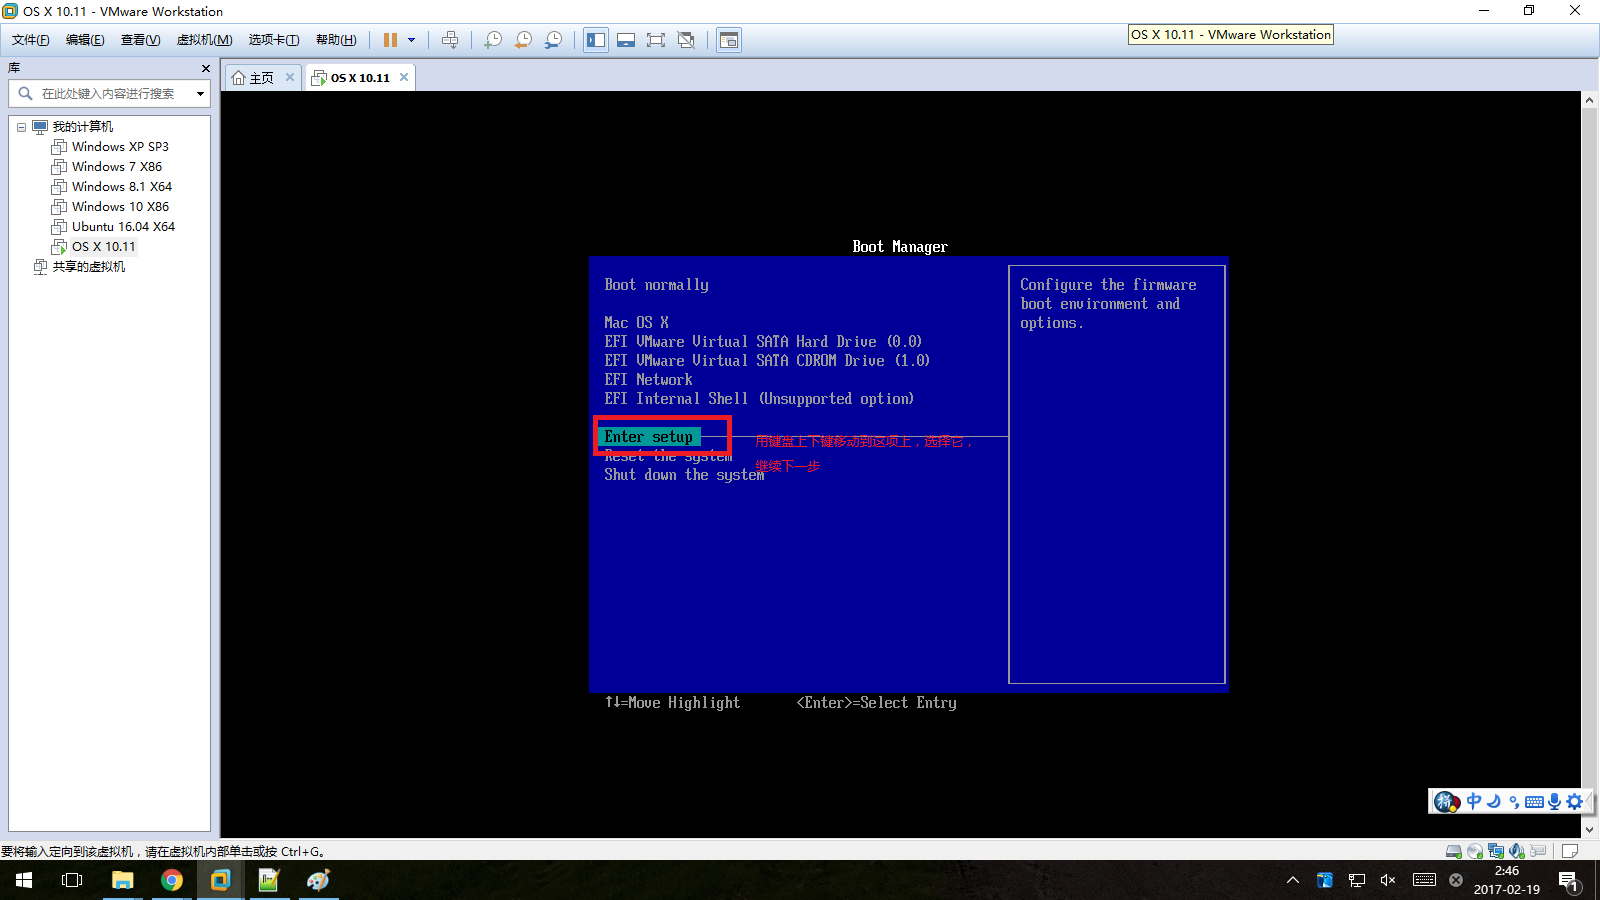 OS X 10.11 - VMware Workstation
文件(F) 编辑(E) 查看(V) 虚拟机(M) 选项卡(T) 帮助(H)
OS X 10.11 - VMware Workstation
库
在此处键入内容进行搜索
我的计算机
Windows XP SP3
Windows 7 X86
Windows 8.1 X64
Windows 10 X86
Ubuntu 16.04 X64
OS X 10.11
共享的虚拟机
主页
OS X 10.11
Boot Manager
Boot normally
Mac OS X
EFI VMware Virtual SATA Hard Drive (0.0)
EFI VMware Virtual SATA CDROM Drive (1.0)
EFI Network
EFI Internal Shell (Unsupported option)
Enter setup
Reset the system
Shut down the system
用键盘上下键移动到这项上，选择它，
继续下一步
Configure the firmware
boot environment and
options.
↑↓=Move Highlight <Enter>=Select Entry
拼 中
要将输入定向到该虚拟机，请在虚拟机内部单击或按 Ctrl+G。
2:46
2017-02-19
1